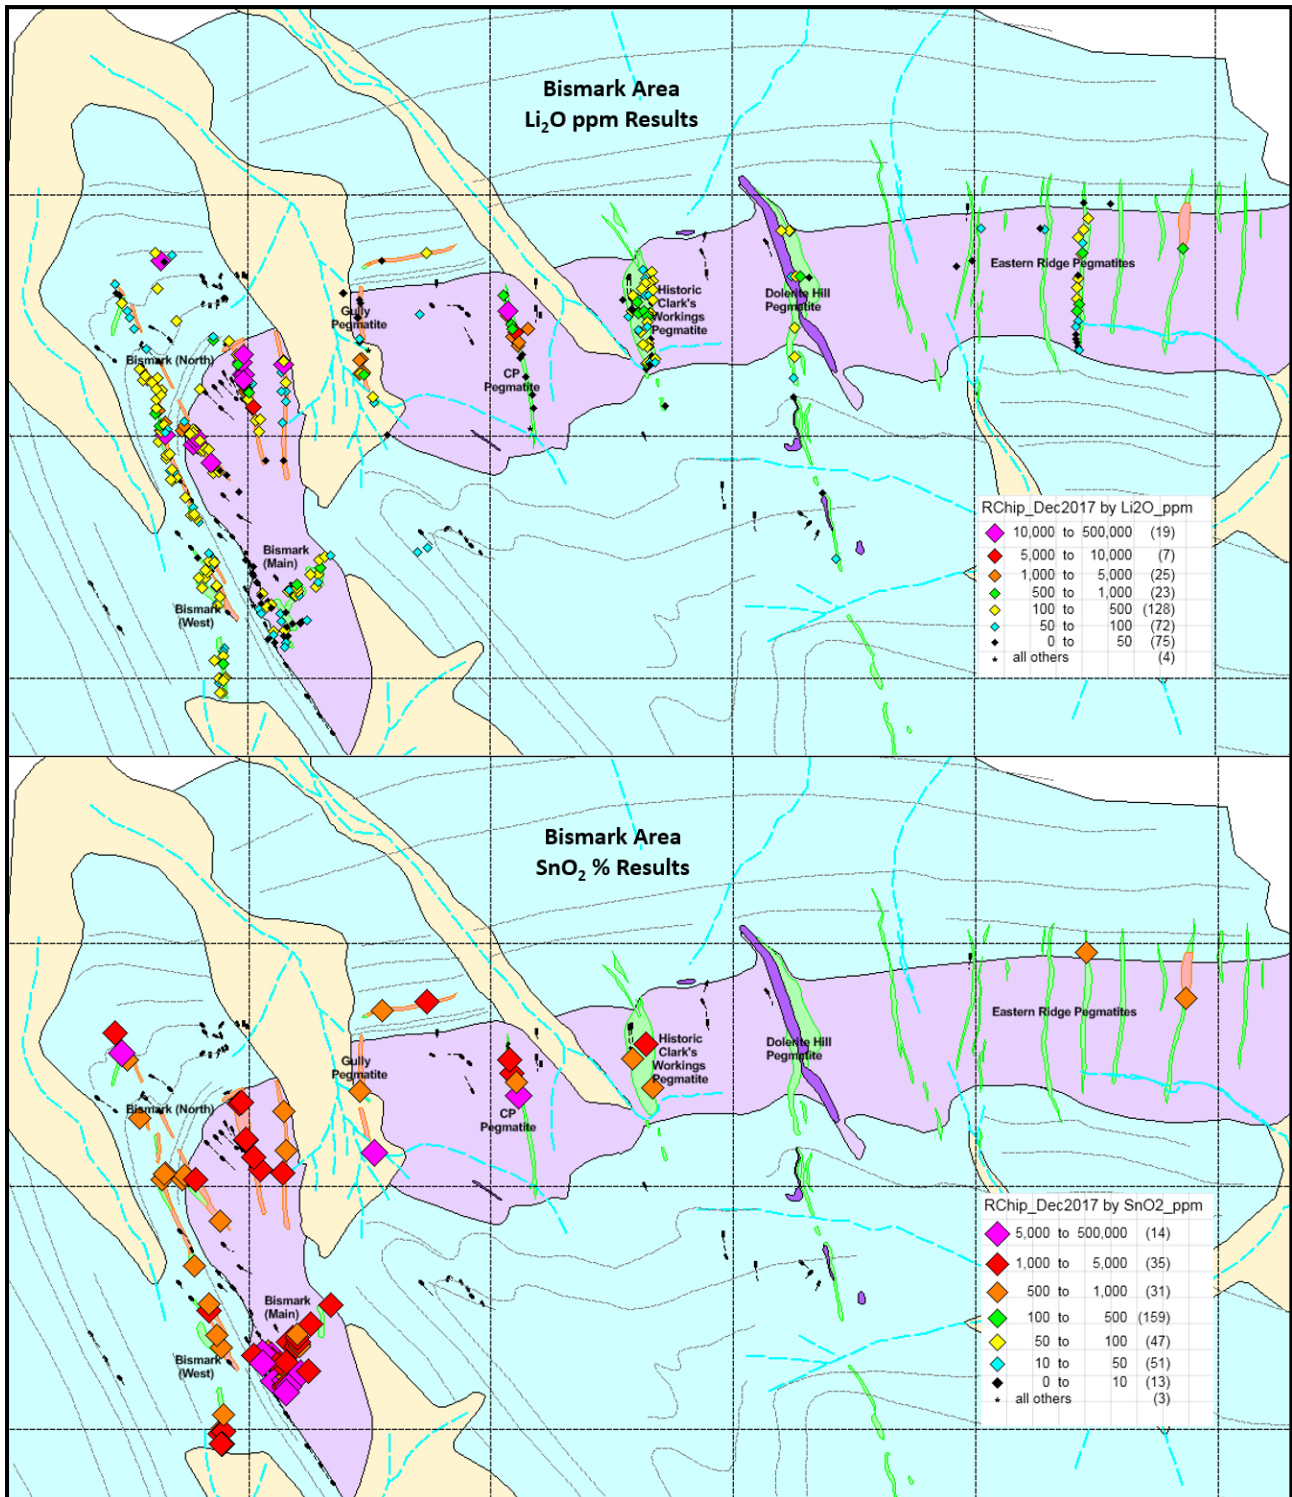 Bismark Area
Li₂O ppm Results
Historic
Clark's
Workings
Pegmatite
Dolerite Hill
Pegmatite
Eastern Ridge Pegmatites
Gully
Pegmatite
Bismark (North)
CP
Pegmatite
Bismark
(Main)
Bismark
(West)
RChip_Dec2017 by Li2O_ppm
10,000 to 500,000 (19)
5,000 to 10,000 (7)
1,000 to 5,000 (25)
500 to 1,000 (23)
100 to 500 (128)
50 to 100 (72)
0 to 50 (75)
all others (4)
Bismark Area
SnO₂ % Results
Eastern Ridge Pegmatites
Historic
Clark's
Workings
Pegmatite
Dolerite Hill
Pegmatite
Gully
Pegmatite
Bismark (North)
CP
Pegmatite
Bismark
(Main)
Bismark
(West)
RChip_Dec2017 by SnO2_ppm
5,000 to 500,000 (14)
1,000 to 5,000 (35)
500 to 1,000 (31)
100 to 500 (159)
50 to 100 (47)
10 to 50 (51)
0 to 10 (13)
all others (3)